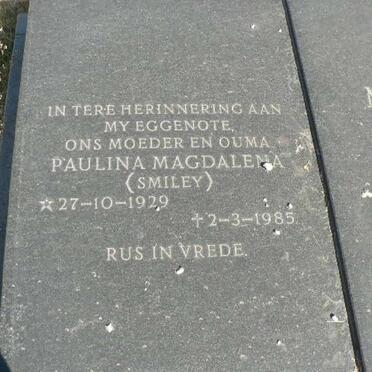 IN TERE HERINNERING AAN
MY EGGENOTE,
ONS MOEDER EN OUMA
PAULINA MAGDALENA
(SMILEY)
☆27-10-1929
†2-3-1985
RUS IN VREDE.